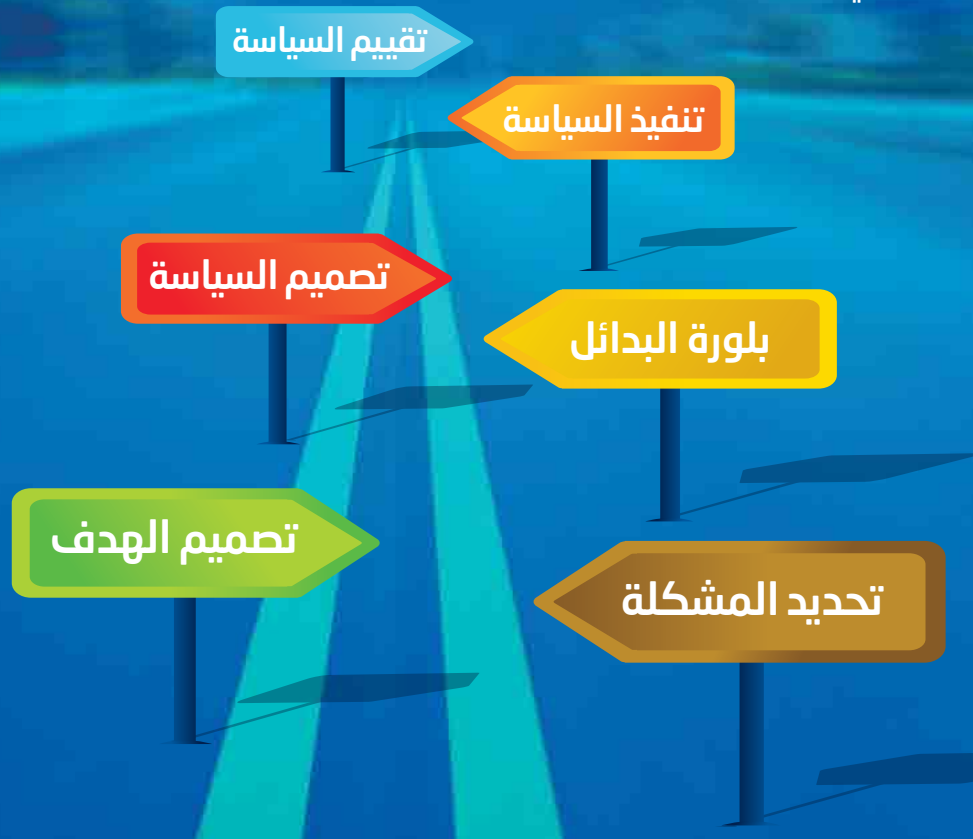 تقييم السياسة
تنفيذ السياسة
تصميم السياسة
بلورة البدائل
تصميم الهدف
تحديد المشكلة